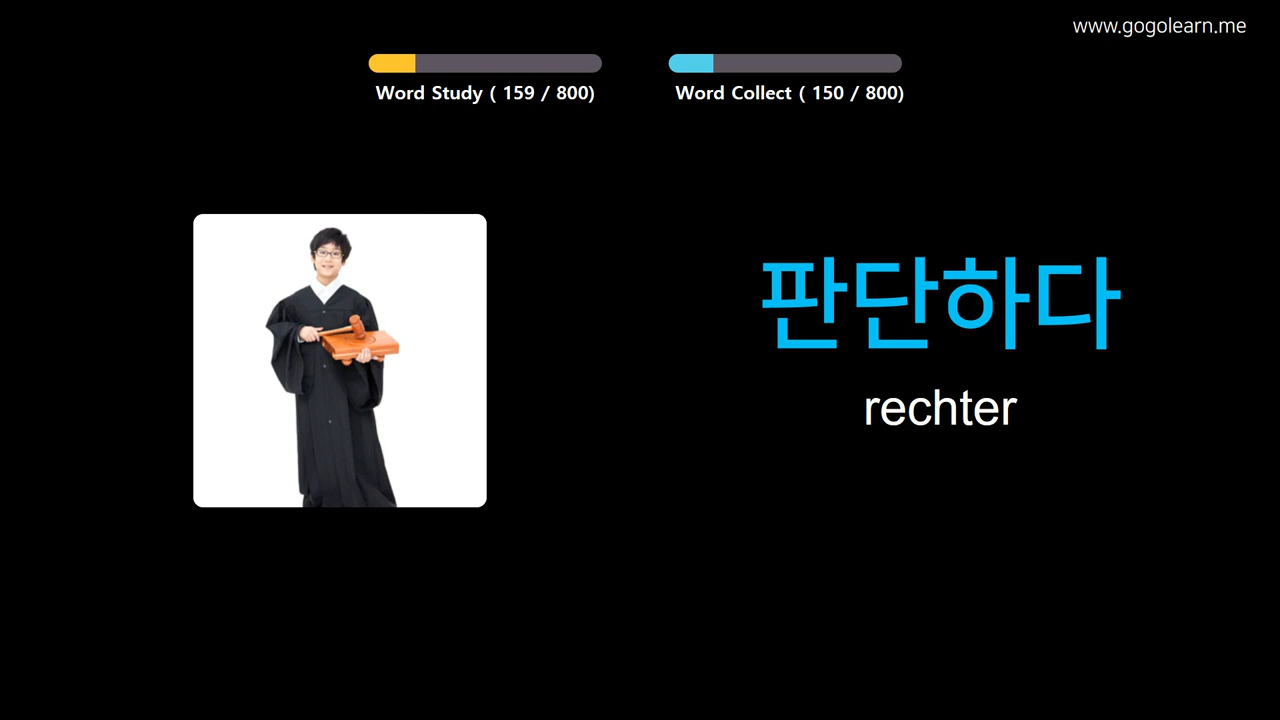 www.gogolearn.me
Word Study ( 159 / 800)
Word Collect ( 150 / 800)
판단하다
rechter